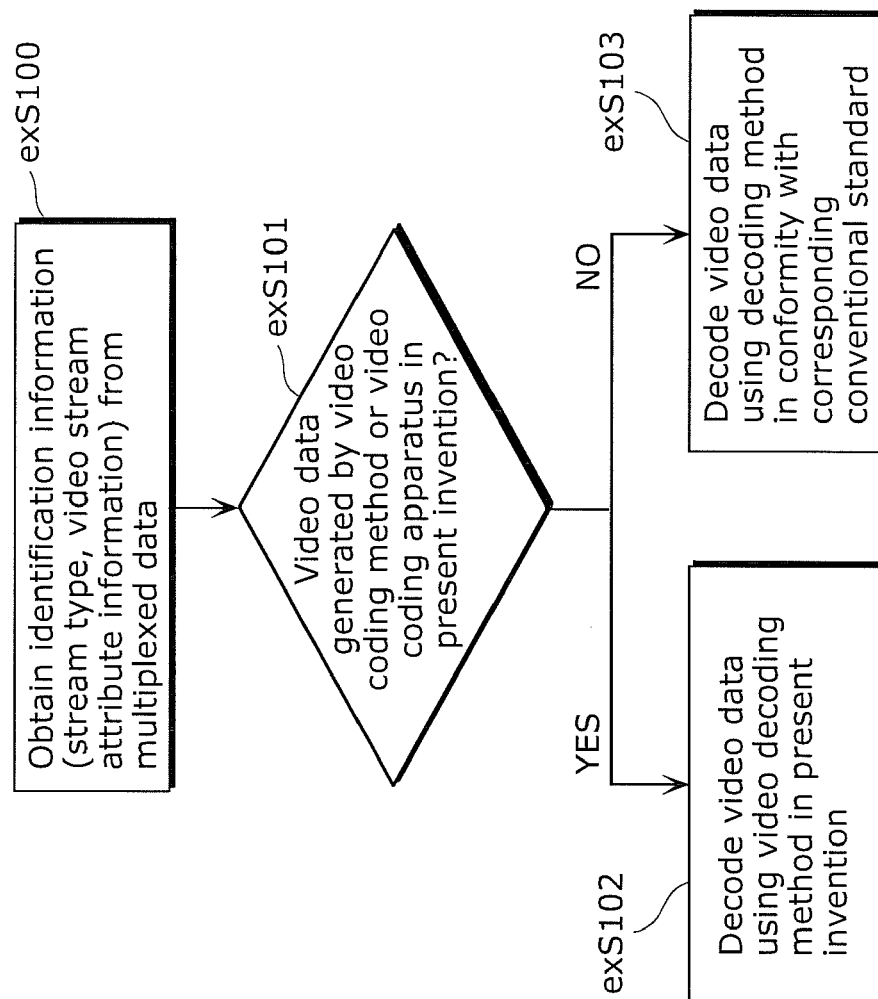 exS100
Obtain identification information
(stream type, video stream
attribute information) from
multiplexed data
exS101
Video data
generated by video
coding method or video
coding apparatus in
present invention?
YES
NO
exS102
Decode video data
using video decoding
method in present
invention
exS103
Decode video data
using decoding method
in conformity with
corresponding
conventional standard